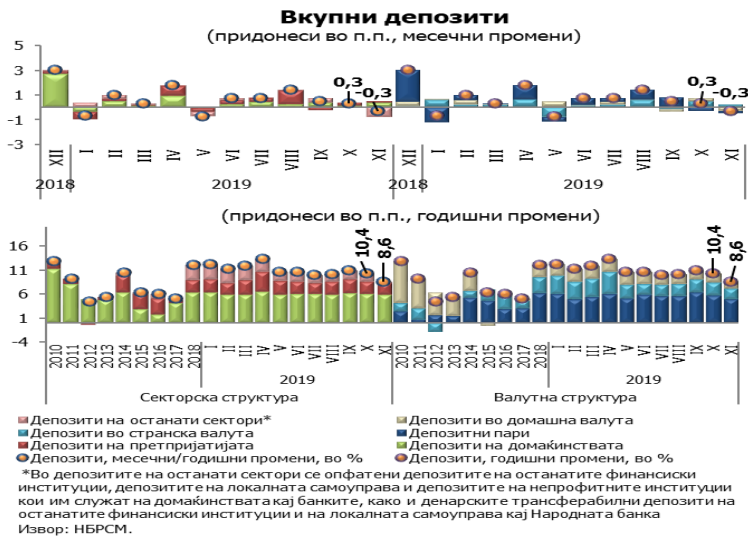 Вкупни депозити
(придонеси во п.п., месечни промени)
5
3
1
-1
-3
0,3
-0,3
0,3
-0,3
XII I II III IV V VI VII VIII IX X XI XII I II III IV V VI VII VIII IX X XI
2018 2019 2018 2019
(придонеси во п.п., годишни промени)
16
11
6
1
-4
10,4
8,6
10,4
8,6
2010 2011 2012 2013 2014 2015 2016 2017 2018 I II III IV V VI VII VIII IX X XI 2010 2011 2012 2013 2014 2015 2016 2017 2018 I II III IV V VI VII VIII IX X XI
2019 2019
Секторска структура Валутна структура
Депозити на останати сектори* Депозити во домашна валута
Депозити во странска валута Депозитни пари
Депозити на претпријатијата Депозити на домаќинствата
Депозити, месечни/годишни промени, во % Депозити, годишни промени, во %
*Во депозитите на останати сектори се опфатени депозитите на останатите финансиски
институции, депозитите на локалната самоуправа и депозитите на непрофитните институции
кои им служат на домаќинствата кај банките, како и денарските трансферабилни депозити на
останатите финансиски институции и на локалната самоуправа кај Народната банка
Извор: НБРСМ.